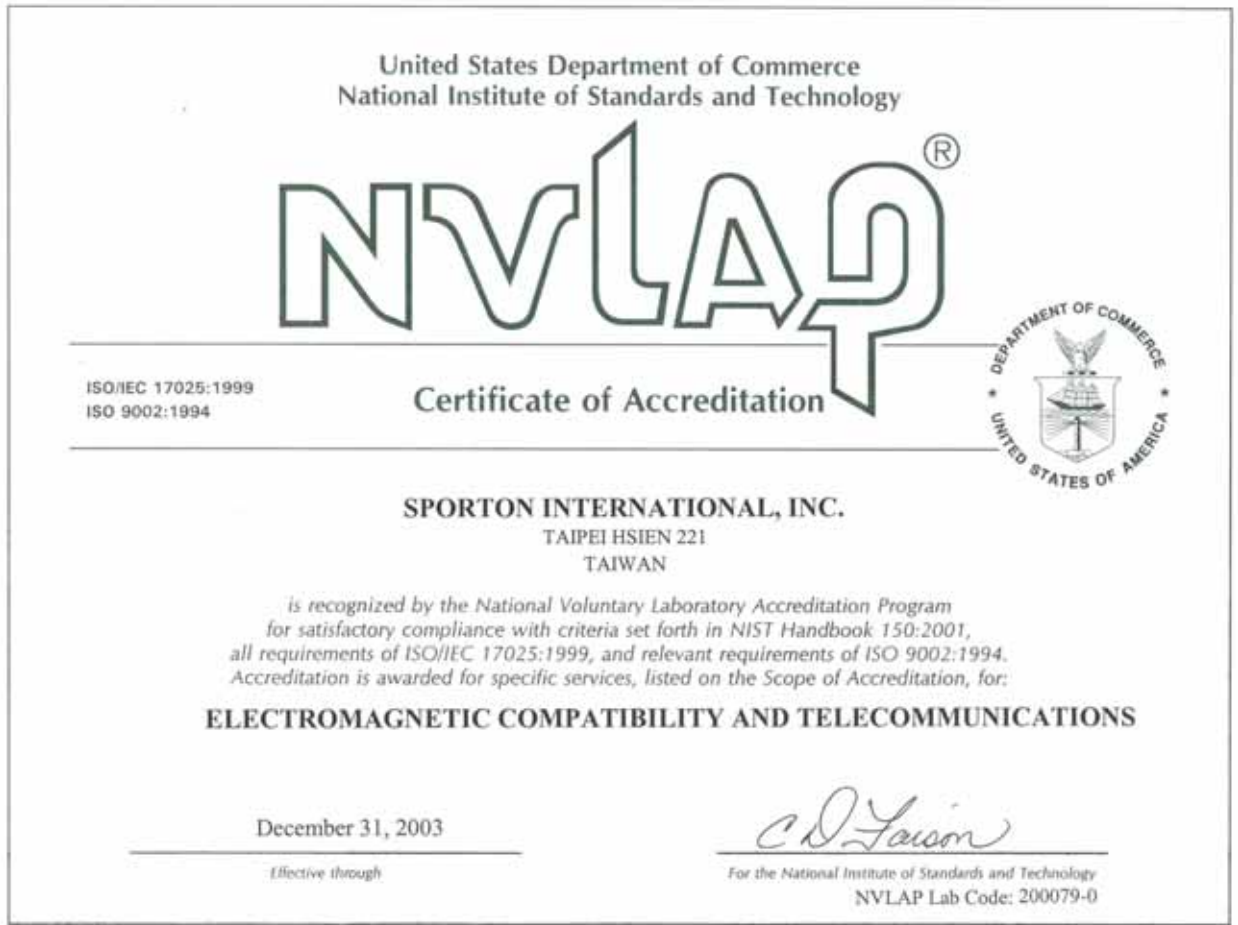 United States Department of Commerce
National Institute of Standards and Technology
NVLAP®
ISO/IEC 17025:1999
ISO 9002:1994
Certificate of Accreditation
DEPARTMENT OF COMMERCE
★ UNITED STATES OF AMERICA ★
SPORTON INTERNATIONAL, INC.
TAIPEI HSIEN 221
TAIWAN
is recognized by the National Voluntary Laboratory Accreditation Program
for satisfactory compliance with criteria set forth in NIST Handbook 150:2001,
all requirements of ISO/IEC 17025:1999, and relevant requirements of ISO 9002:1994.
Accreditation is awarded for specific services, listed on the Scope of Accreditation, for:
ELECTROMAGNETIC COMPATIBILITY AND TELECOMMUNICATIONS
December 31, 2003
Effective through
C D Faison
For the National Institute of Standards and Technology
NVLAP Lab Code: 200079-0